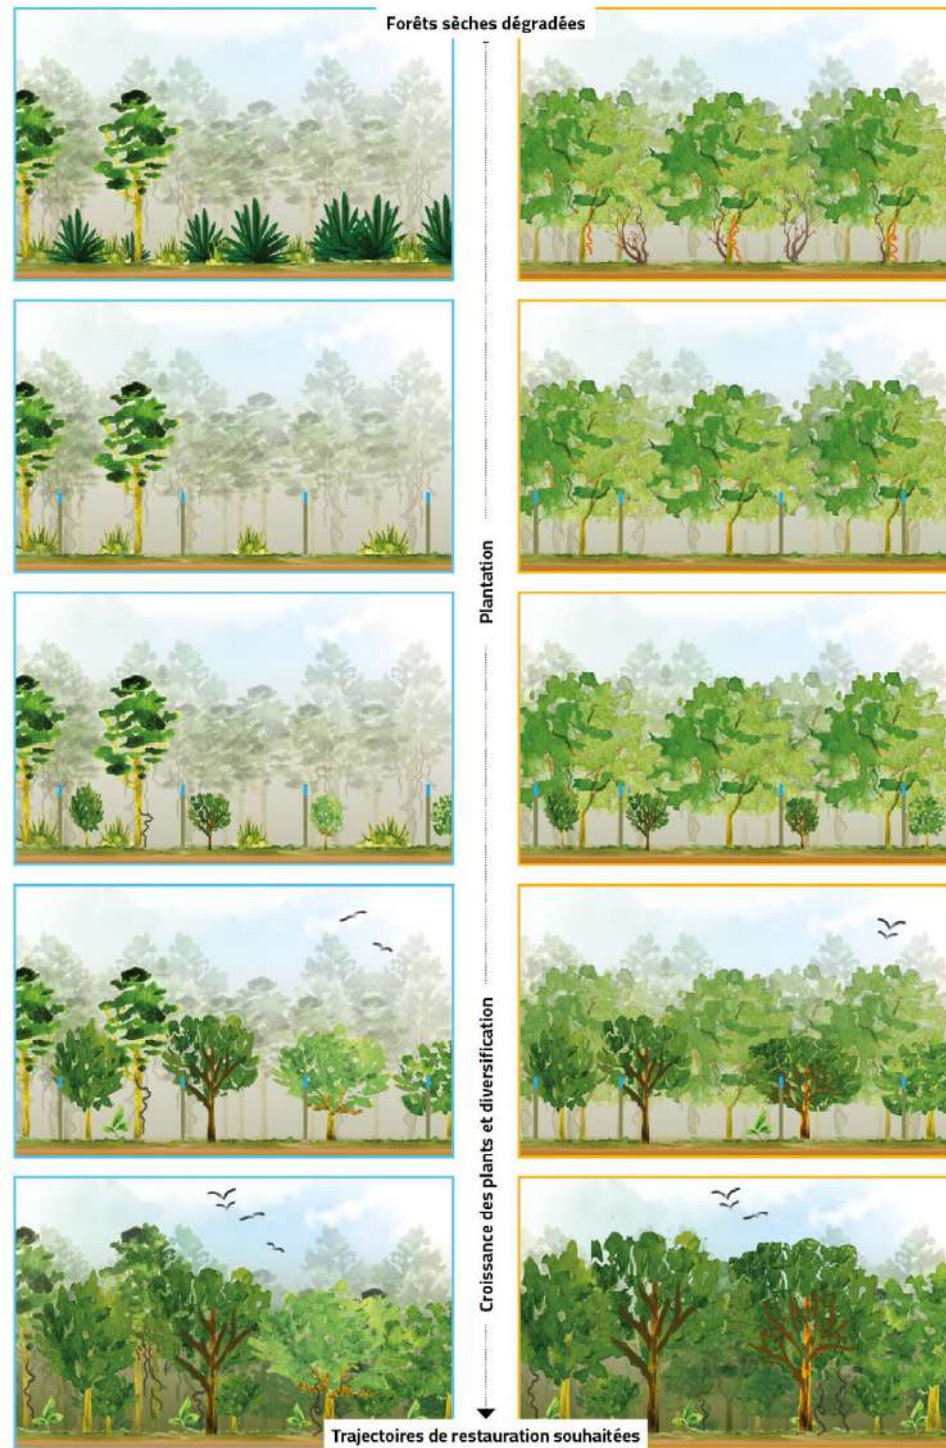 Forêts sèches dégradées
Plantation
Croissance des plants et diversification
Trajectoires de restauration souhaitées